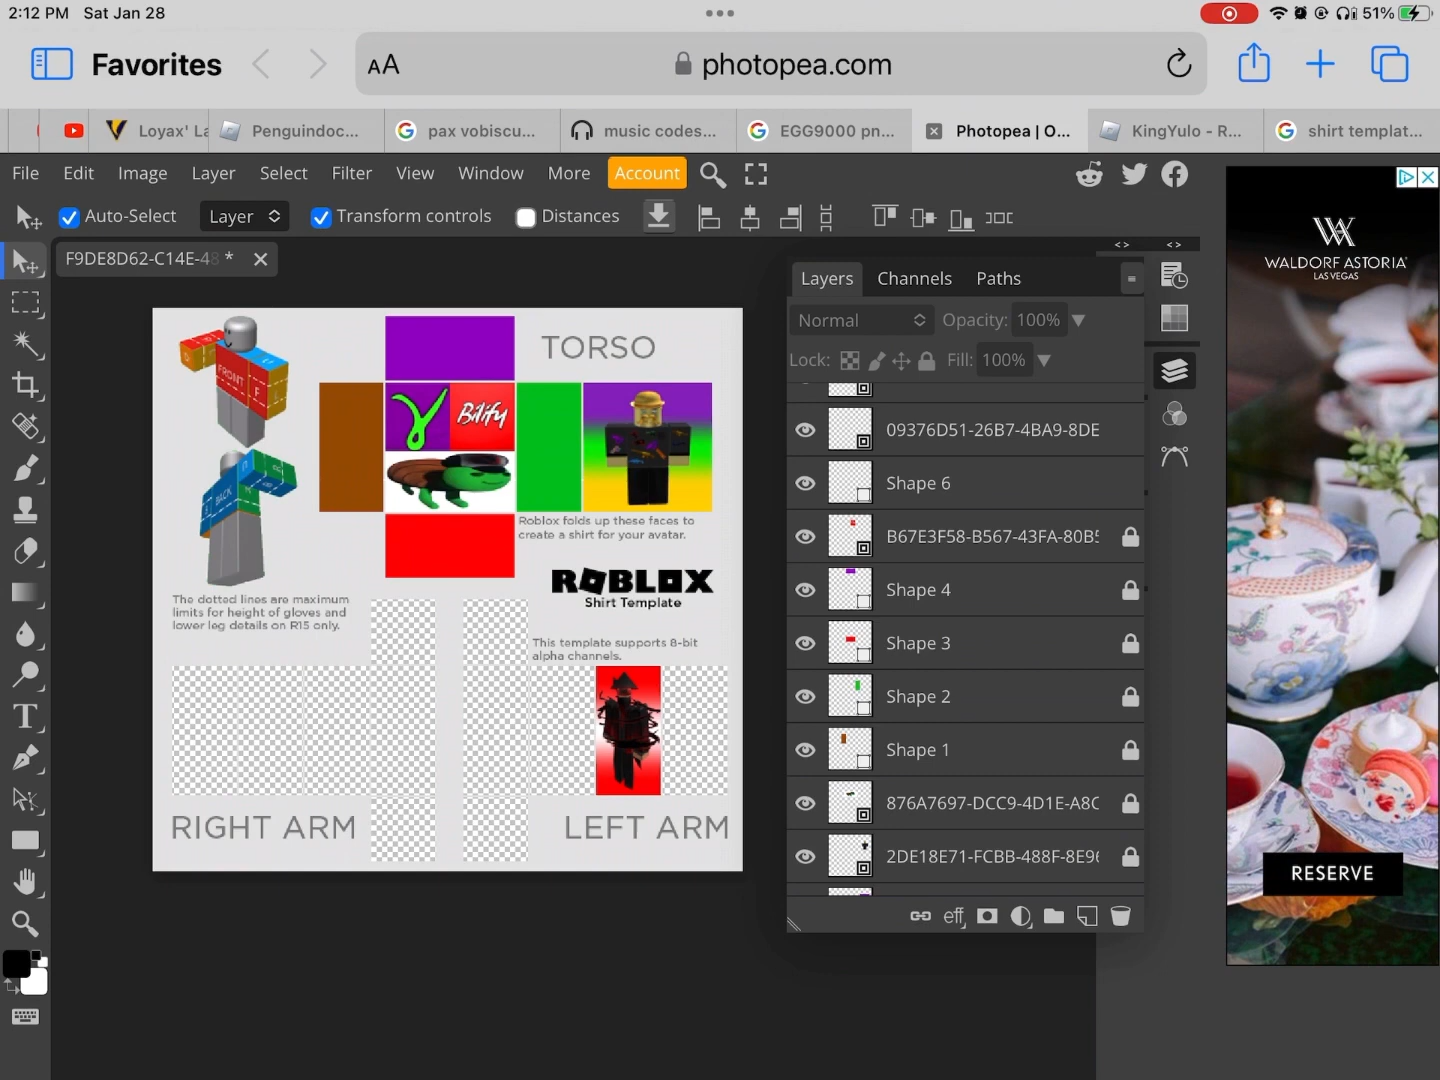 2:12 PM Sat Jan 28
51%
Favorites
AA
photopea.com
Loyax' La
Penguindoc...
pax vobiscu...
music codes...
EGG9000 pn...
Photopea | O...
KingYulo - R...
shirt templat...
File Edit Image Layer Select Filter View Window More Account
Auto-Select
Layer
Transform controls
Distances
F9DE8D62-C14E-48 *
TORSO
FRONT
F
L
BACK
Bilify
Roblox folds up these faces to
create a shirt for your avatar.
ROBLOX
Shirt Template
The dotted lines are maximum
limits for height of gloves and
lower leg details on R15 only.
This template supports 8-bit
alpha channels.
RIGHT ARM
LEFT ARM
Layers Channels Paths
Normal
Opacity: 100%
Lock:
Fill: 100%
09376D51-26B7-4BA9-8DE
Shape 6
B67E3F58-B567-43FA-80B5
Shape 4
Shape 3
Shape 2
Shape 1
876A7697-DCC9-4D1E-A8C
2DE18E71-FCBB-488F-8E96
eff
WALDORF ASTORIA
LAS VEGAS
RESERVE